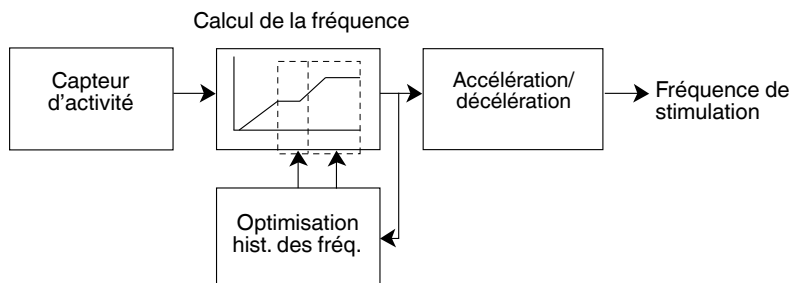 Calcul de la fréquence
Capteur
d’activité
Accélération/
décélération
Fréquence de
stimulation
Optimisation
hist. des fréq.